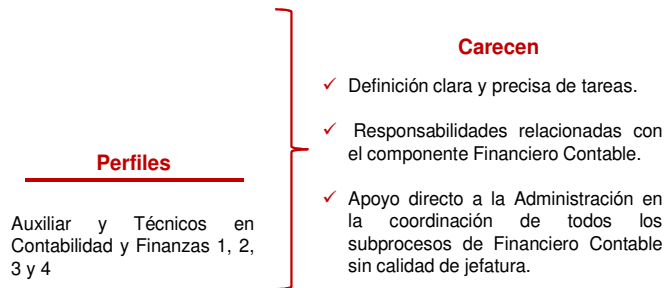 Perfiles
Auxiliar y Técnicos en
Contabilidad y Finanzas 1, 2,
3 y 4
Carecen
✓ Definición clara y precisa de tareas.
✓ Responsabilidades relacionadas con
el componente Financiero Contable.
✓ Apoyo directo a la Administración en
la coordinación de todos los
subprocesos de Financiero Contable
sin calidad de jefatura.